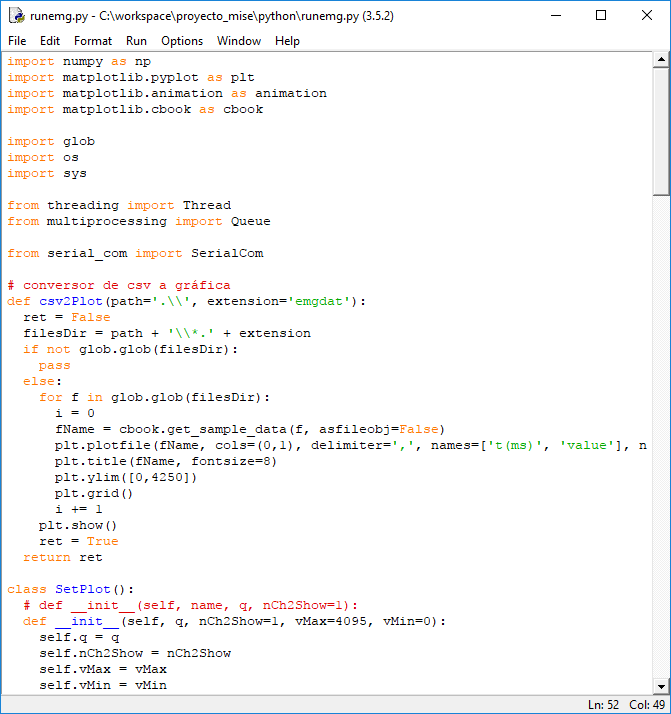 runemg.py - C:\workspace\proyecto_mise\python\runemg.py (3.5.2)
File Edit Format Run Options Window Help
import numpy as np
import matplotlib.pyplot as plt
import matplotlib.animation as animation
import matplotlib.cbook as cbook

import glob
import os
import sys

from threading import Thread
from multiprocessing import Queue

from serial_com import SerialCom

# conversor de csv a gráfica
def csv2Plot(path='.\\', extension='emgdat'):
  ret = False
  filesDir = path + '\\*.' + extension
  if not glob.glob(filesDir):
    pass
  else:
    for f in glob.glob(filesDir):
      i = 0
      fName = cbook.get_sample_data(f, asfileobj=False)
      plt.plotfile(fName, cols=(0,1), delimiter=',', names=['t(ms)', 'value'], n
      plt.title(fName, fontsize=8)
      plt.ylim([0,4250])
      plt.grid()
      i += 1
    plt.show()
    ret = True
  return ret

class SetPlot():
  # def __init__(self, name, q, nCh2Show=1):
  def __init__(self, q, nCh2Show=1, vMax=4095, vMin=0):
    self.q = q
    self.nCh2Show = nCh2Show
    self.vMax = vMax
    self.vMin = vMin
Ln: 52 Col: 49